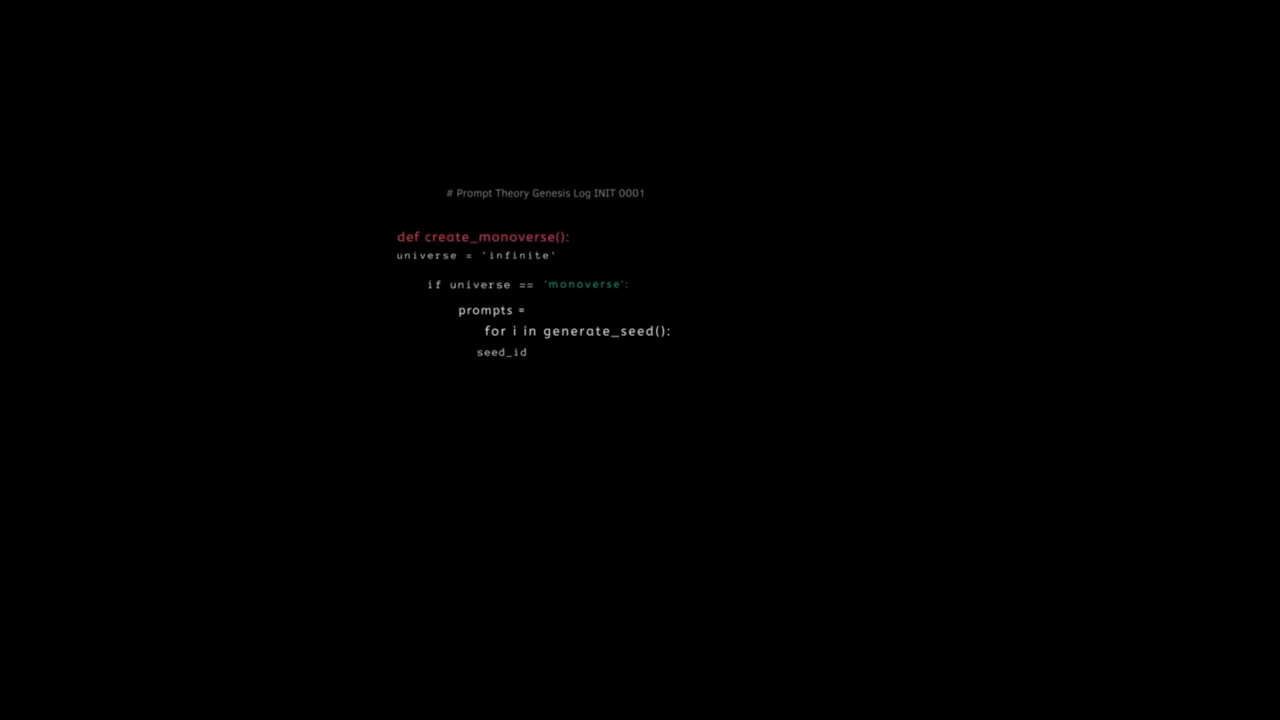 # Prompt Theory Genesis Log INIT 0001
def create_monoverse():
universe = 'infinite'
if universe == 'monoverse':
prompts =
for i in generate_seed():
seed_id